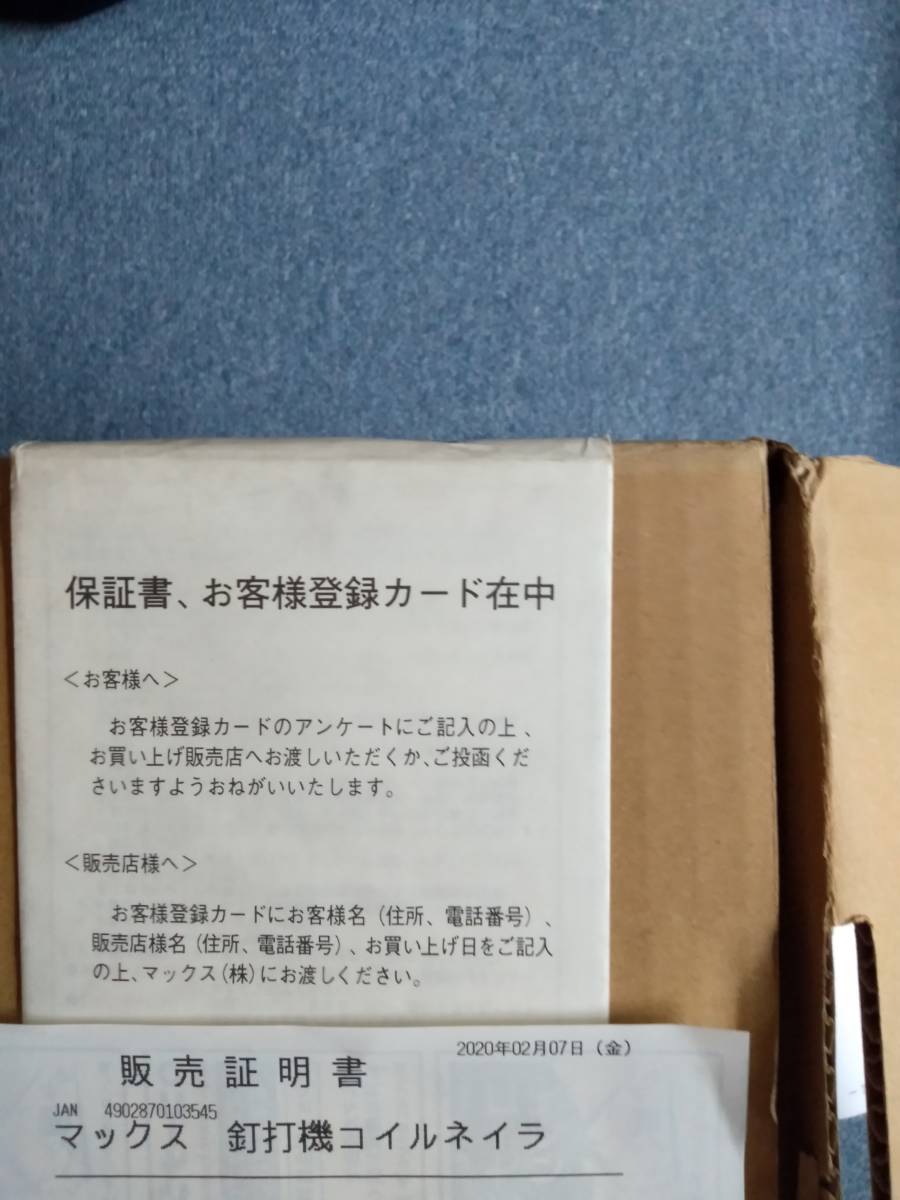 保証書、お客様登録カード在中
＜お客様へ＞
お客様登録カードのアンケートにご記入の上、
お買い上げ販売店へお渡しいただくか、ご投函くだ
さいますようおねがいいたします。
＜販売店様へ＞
お客様登録カードにお客様名（住所、電話番号）、
販売店様名（住所、電話番号）、お買い上げ日をご記入
の上、マックス（株）にお渡しください。
2020年02月07日（金）
販売証明書
JAN 4902870103545
マックス 釘打機コイルネイラ